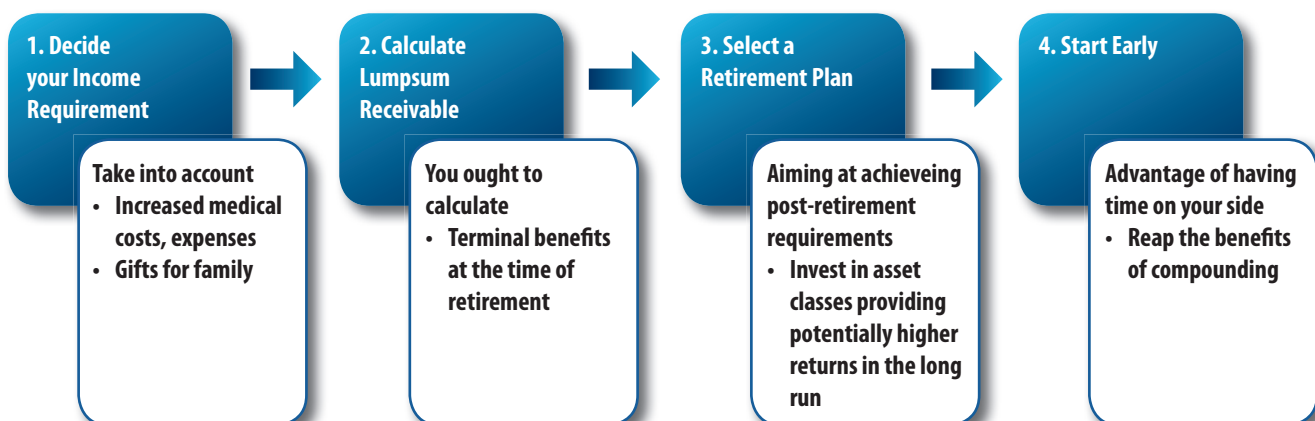 1. Decide
your Income
Requirement
Take into account
• Increased medical
costs, expenses
• Gifts for family
2. Calculate
Lumpsum
Receivable
You ought to
calculate
• Terminal benefits
at the time of
retirement
3. Select a
Retirement Plan
Aiming at achieveing
post-retirement
requirements
• Invest in asset
classes providing
potentially higher
returns in the long
run
4. Start Early
Advantage of having
time on your side
• Reap the benefits
of compounding